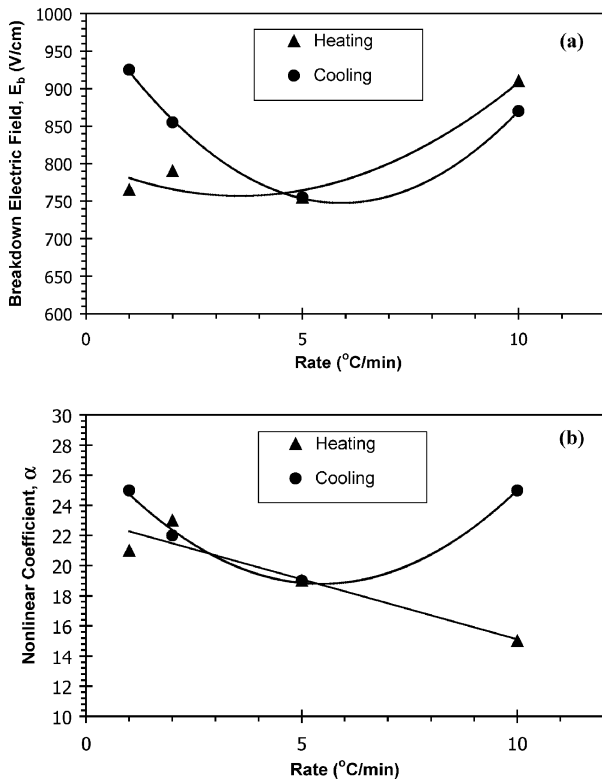 1000
950
900
850
800
750
700
650
600
Breakdown Electric Field, E_b (V/cm)
Heating
Cooling
(a)
0 5 10
Rate (°C/min)
30
28
26
24
22
20
18
16
14
12
10
Nonlinear Coefficient, α
Heating
Cooling
(b)
0 5 10
Rate (°C/min)